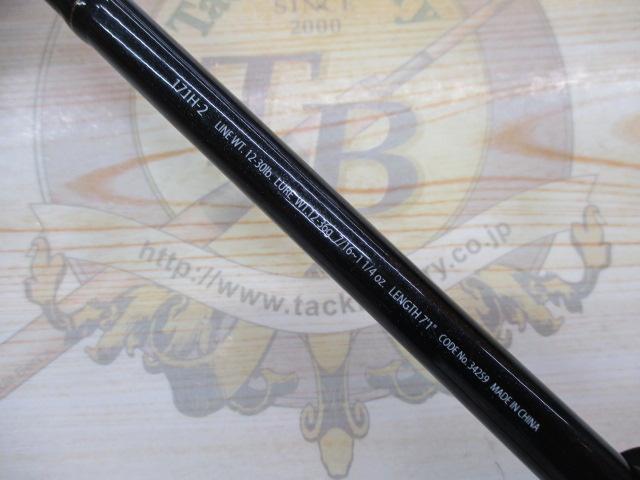 SINCE
2000
TB
http://www.tack ry.co.jp
171H-2 LINE WT. 12-30lb. LURE WT. 12-36g 7/16~1 1/4 oz. LENGTH 7'1" CODE No. 34259 MADE IN CHINA